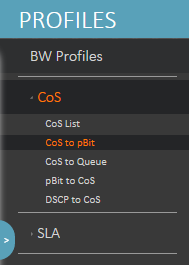 PROFILES
BW Profiles
CoS
CoS List
CoS to pBit
CoS to Queue
pBit to CoS
DSCP to CoS
SLA
>